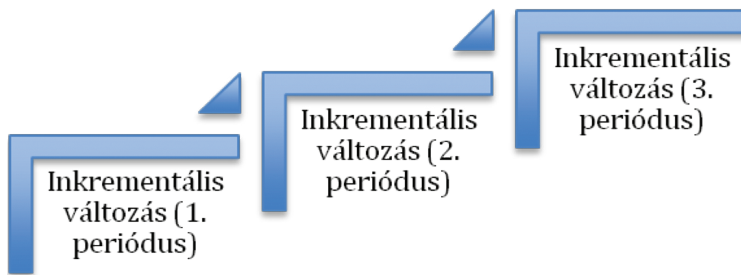 Inkrementális
változás (1.
periódus)
Inkrementális
változás (2.
periódus)
Inkrementális
változás (3.
periódus)